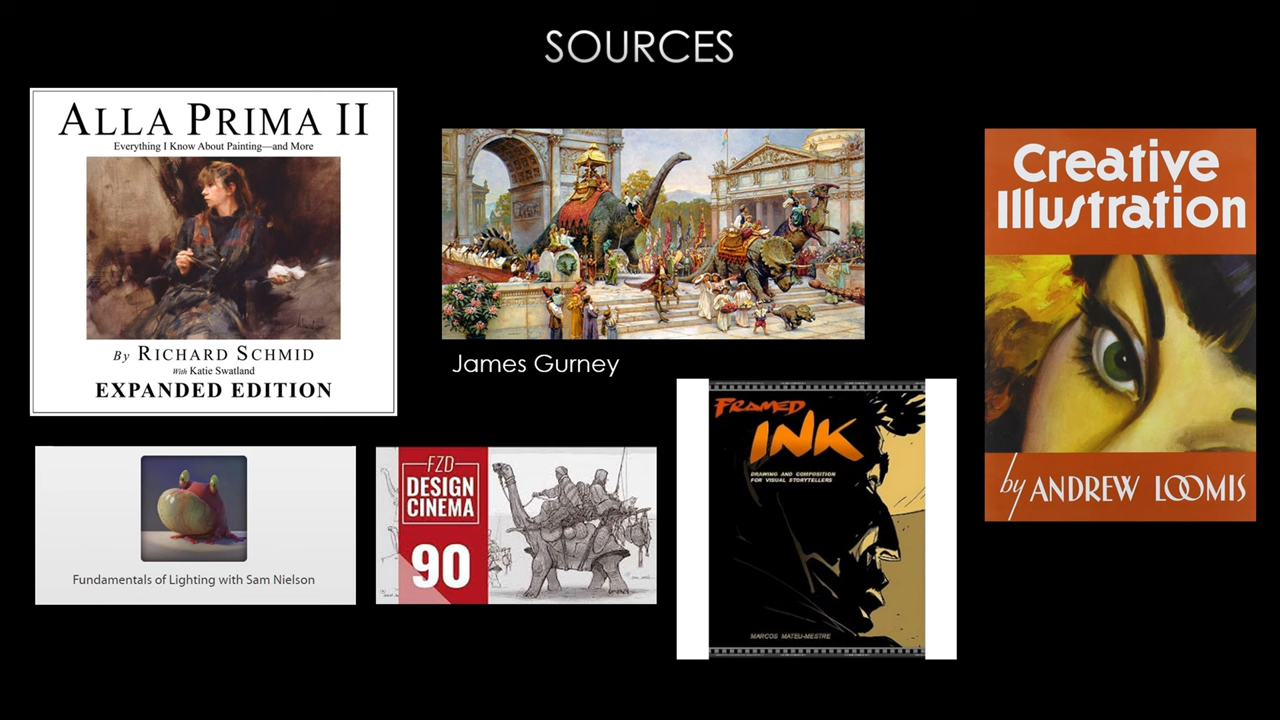 SOURCES
ALLA PRIMA II
Everything I Know About Painting—and More
By RICHARD SCHMID
With Katie Swatland
EXPANDED EDITION
James Gurney
Creative
Illustration
by ANDREW LOOMIS
Fundamentals of Lighting with Sam Nielson
FZD
DESIGN
CINEMA
90
FRAMED
INK
DRAWING AND COMPOSITION
FOR VISUAL STORYTELLERS
MARCOS MATEU-MESTRE